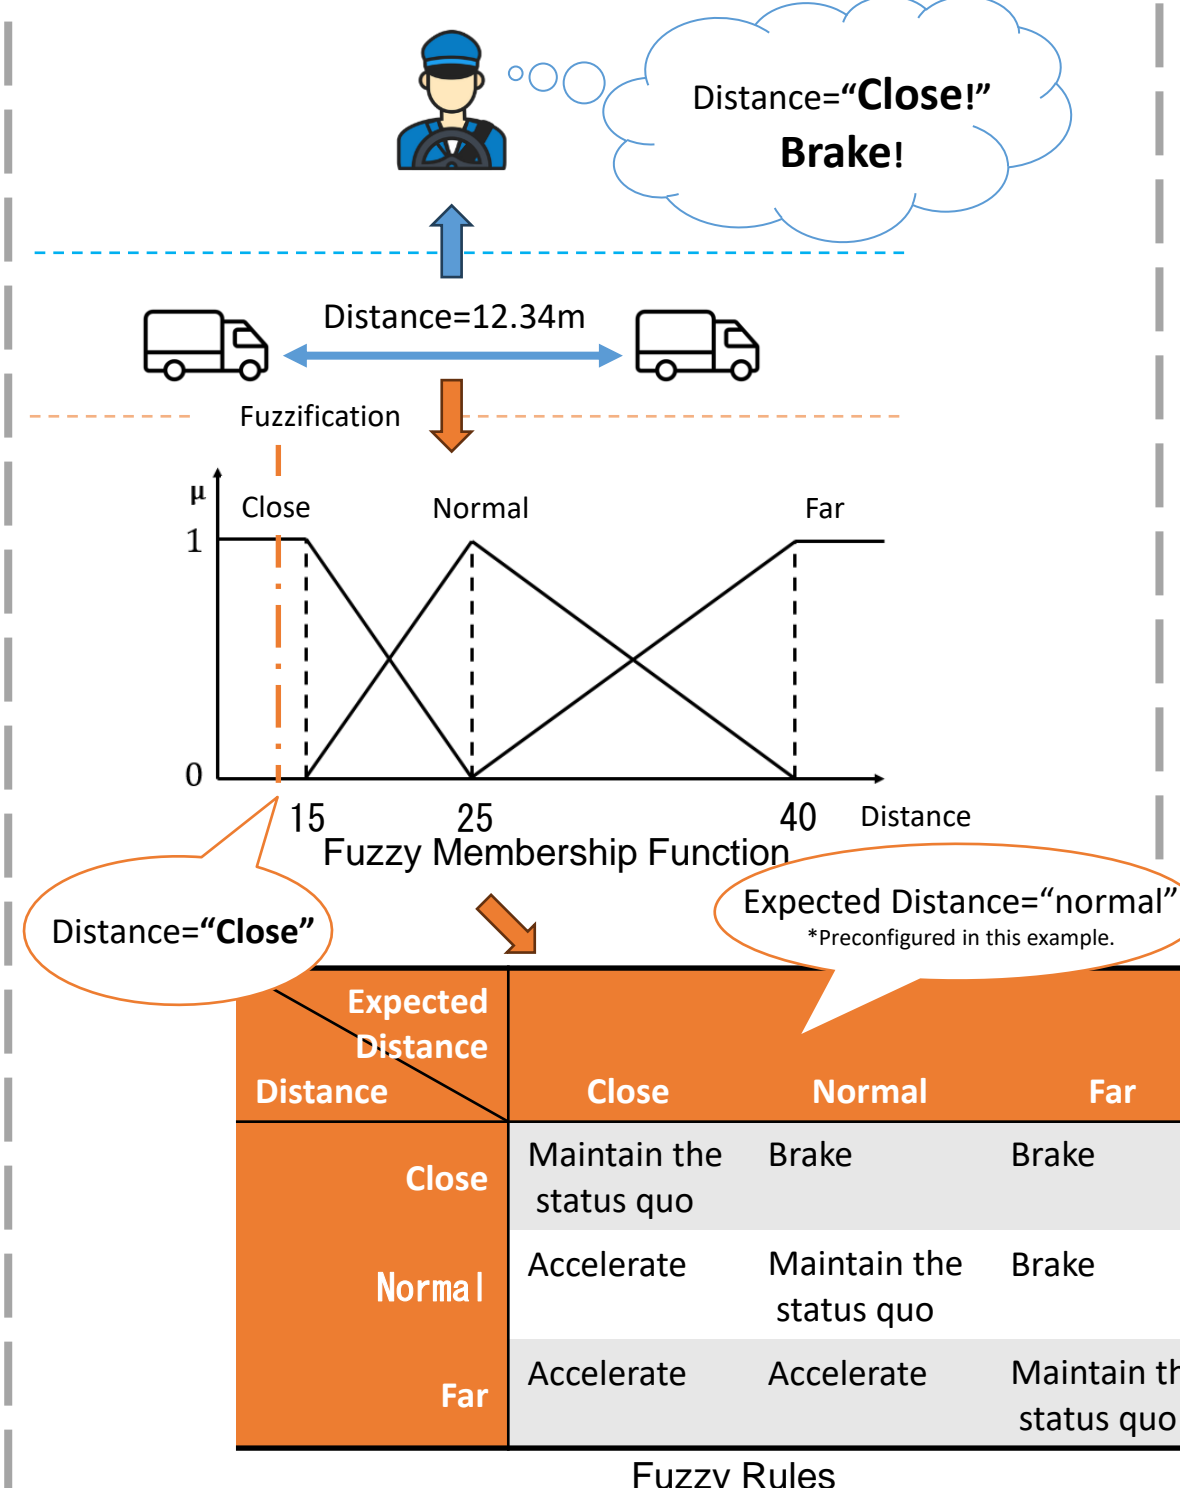 Distance=“Close!”
Brake!
Distance=12.34m
Fuzzification
μ
Close
Normal
Far
1
0
15
25
40
Distance
Fuzzy Membership Function
Distance=“Close”
Expected Distance=“normal”
*Preconfigured in this example.
Expected
Distance
Distance
Close
Normal
Far
Close
Maintain the
status quo
Brake
Brake
Normal
Accelerate
Maintain the
status quo
Brake
Far
Accelerate
Accelerate
Maintain th
status quo
Fuzzy Rules